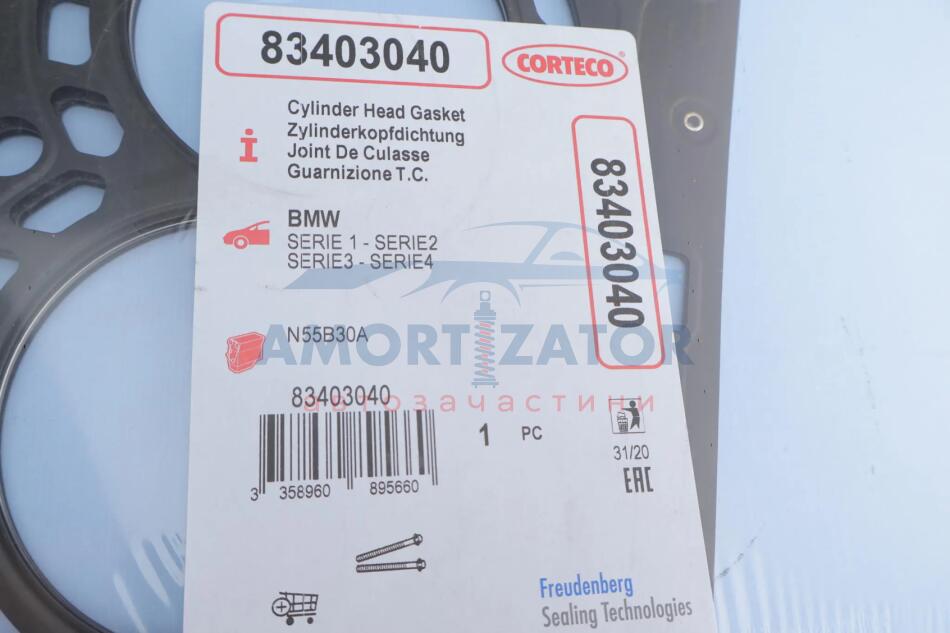 83403040
CORTECO®
Cylinder Head Gasket
Zylinderkopfdichtung
Joint De Culasse
Guarnizione T.C.
83403040
BMW
SERIE 1 - SERIE2
SERIE3 - SERIE4
N55B30A
AMORTIZATOR
автозачастини
83403040
3 358960 895660
1 PC
31/20
EAC
Freudenberg
Sealing Technologies